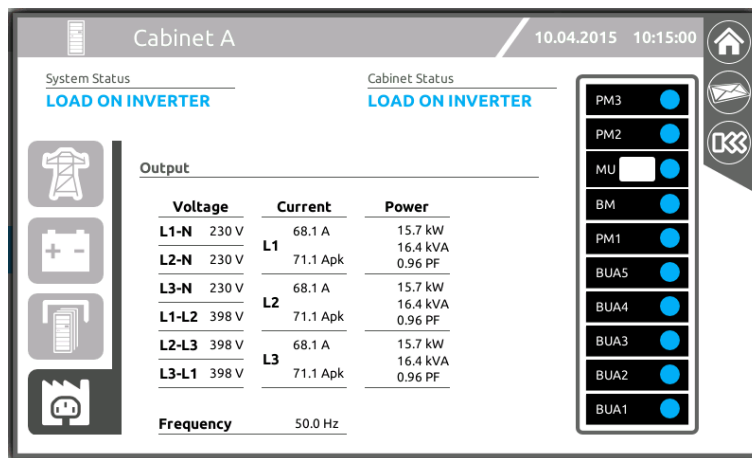 Cabinet A
10.04.2015 10:15:00
System Status
LOAD ON INVERTER
Cabinet Status
LOAD ON INVERTER
Output
Voltage Current Power
L1-N 230 V
L2-N 230 V
L3-N 230 V
L1-L2 398 V
L2-L3 398 V
L3-L1 398 V
L1
68.1 A
71.1 Apk
L2
68.1 A
71.1 Apk
L3
68.1 A
71.1 Apk
15.7 kW
16.4 kVA
0.96 PF
15.7 kW
16.4 kVA
0.96 PF
15.7 kW
16.4 kVA
0.96 PF
Frequency 50.0 Hz
PM3
PM2
MU
BM
PM1
BUA5
BUA4
BUA3
BUA2
BUA1